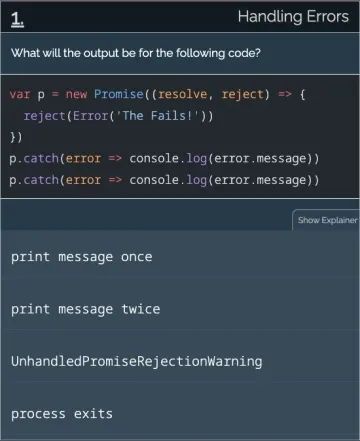 1.
Handling Errors
What will the output be for the following code?
var p = new Promise((resolve, reject) => {
  reject(Error('The Fails!'))
})
p.catch(error => console.log(error.message))
p.catch(error => console.log(error.message))
Show Explainer
print message once
print message twice
UnhandledPromiseRejectionWarning
process exits